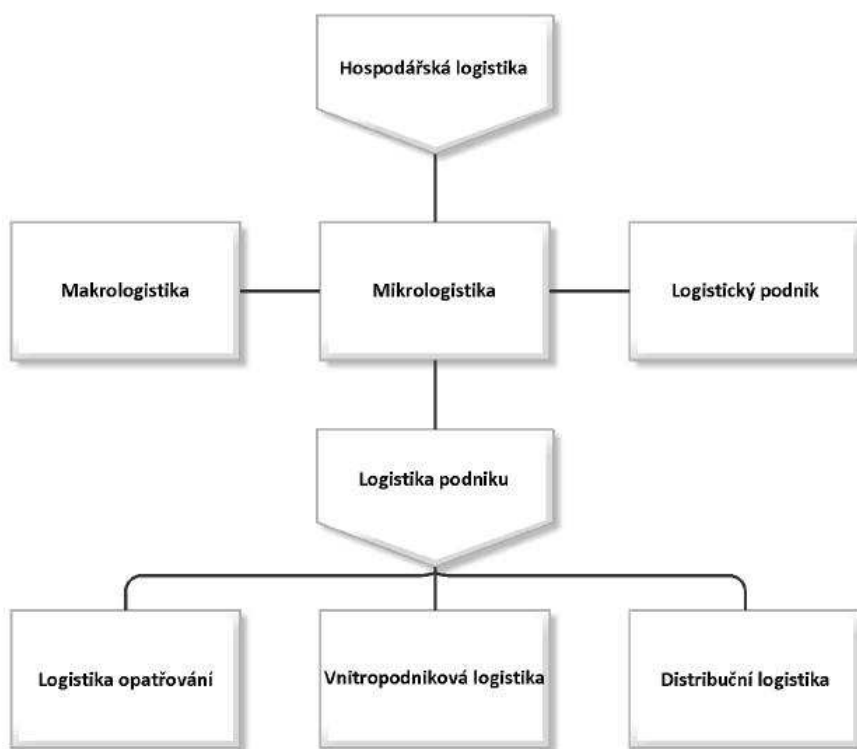 Hospodářská logistika
Makrologistika
Mikrologistika
Logistický podnik
Logistika podniku
Logistika opatřování
Vnitropodniková logistika
Distribuční logistika